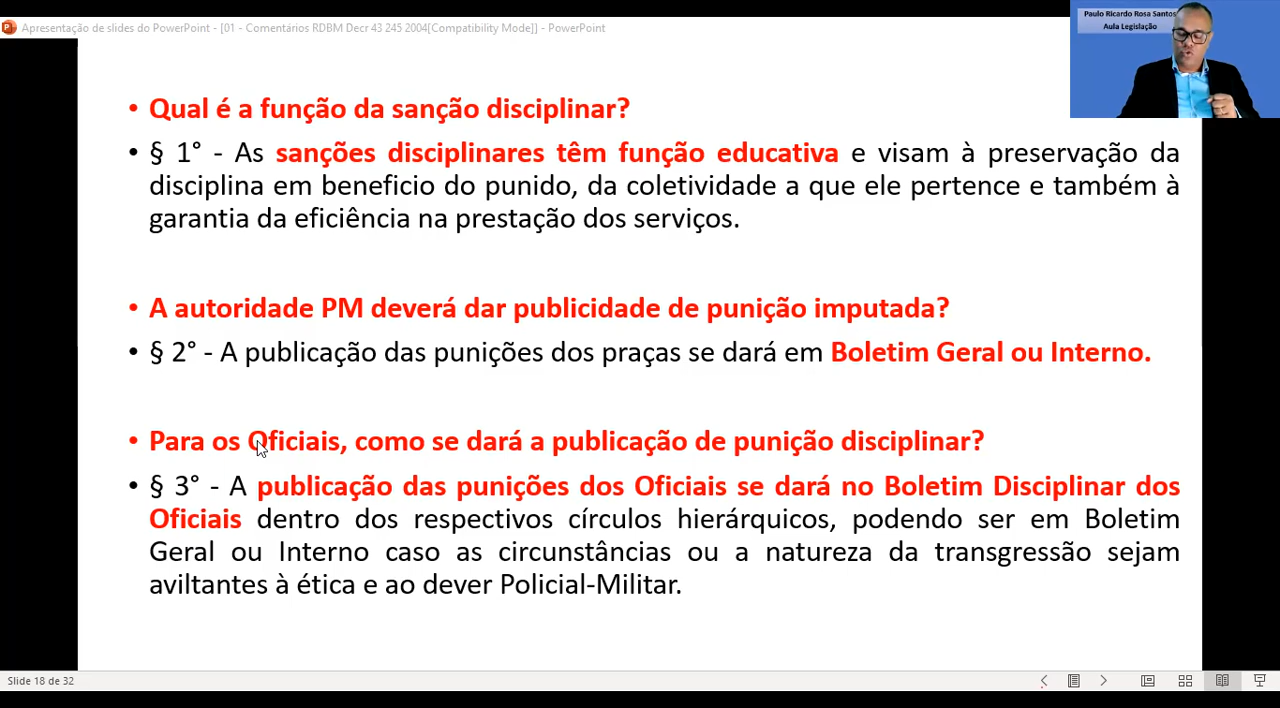 Apresentação de slides do PowerPoint - [01 - Comentários RDBM Decr 43 245 2004[Compatibility Mode]] - PowerPoint
Paulo Ricardo Rosa Santos
Aula Legislação
• Qual é a função da sanção disciplinar?
• § 1° - As sanções disciplinares têm função educativa e visam à preservação da
disciplina em beneficio do punido, da coletividade a que ele pertence e também à
garantia da eficiência na prestação dos serviços.
• A autoridade PM deverá dar publicidade de punição imputada?
• § 2° - A publicação das punições dos praças se dará em Boletim Geral ou Interno.
• Para os Oficiais, como se dará a publicação de punição disciplinar?
• § 3° - A publicação das punições dos Oficiais se dará no Boletim Disciplinar dos
Oficiais dentro dos respectivos círculos hierárquicos, podendo ser em Boletim
Geral ou Interno caso as circunstâncias ou a natureza da transgressão sejam
aviltantes à ética e ao dever Policial-Militar.
Slide 18 de 32